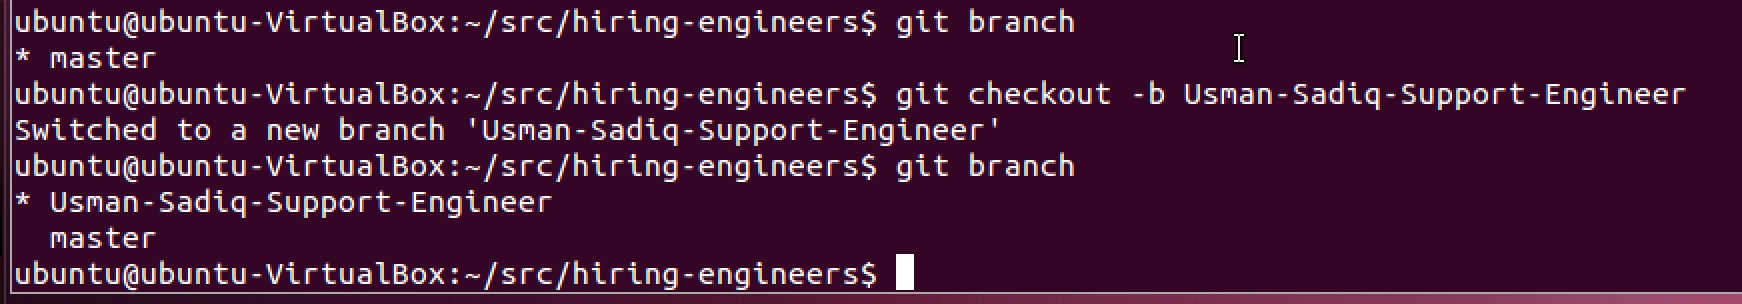 ubuntu@ubuntu-VirtualBox:~/src/hiring-engineers$ git branch
* master
ubuntu@ubuntu-VirtualBox:~/src/hiring-engineers$ git checkout -b Usman-Sadiq-Support-Engineer
Switched to a new branch 'Usman-Sadiq-Support-Engineer'
ubuntu@ubuntu-VirtualBox:~/src/hiring-engineers$ git branch
* Usman-Sadiq-Support-Engineer
  master
ubuntu@ubuntu-VirtualBox:~/src/hiring-engineers$